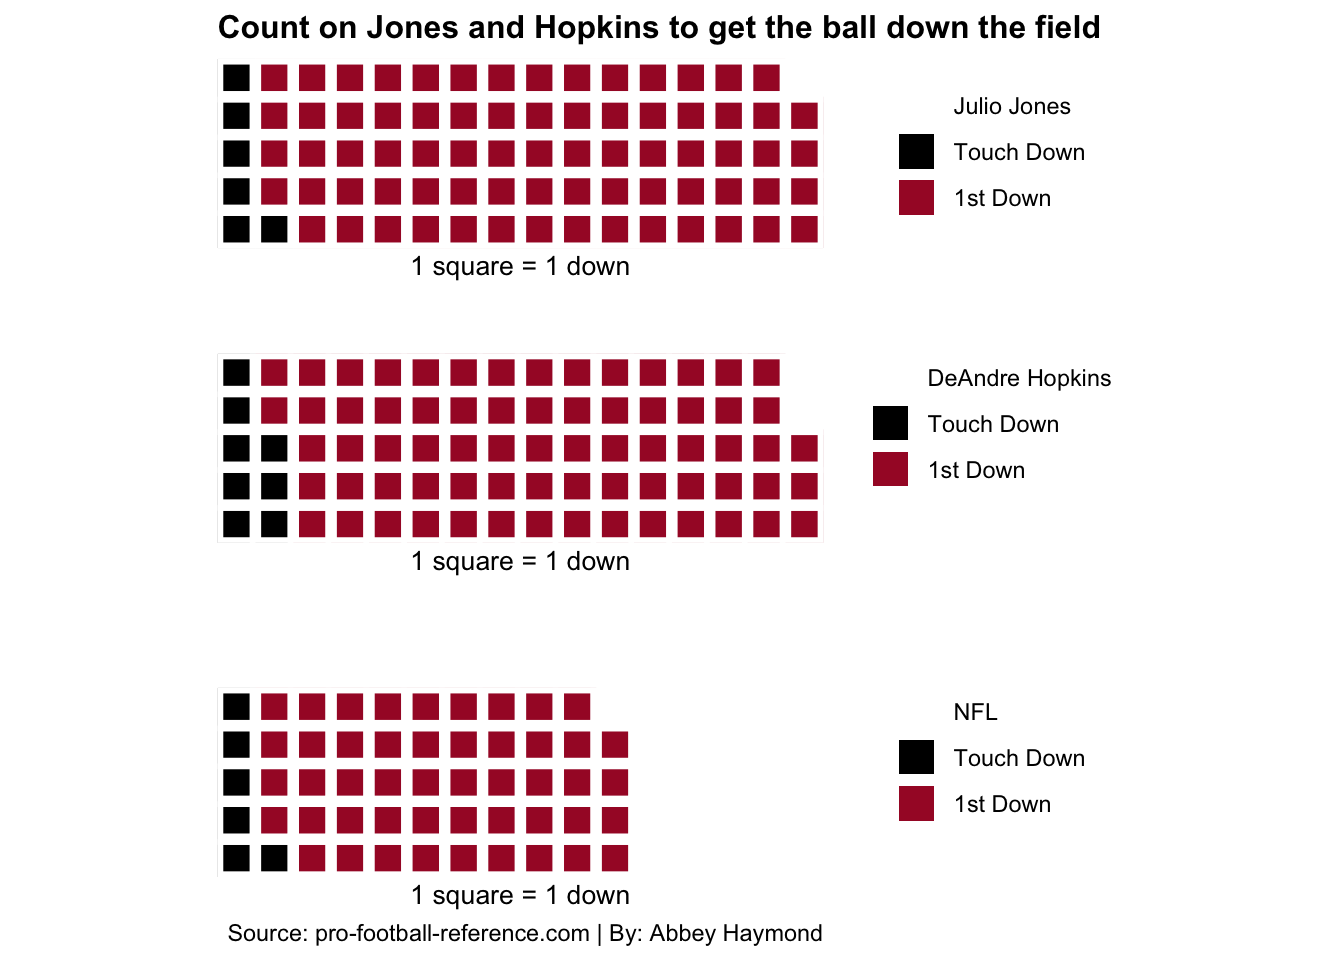 Count on Jones and Hopkins to get the ball down the field
Julio Jones
Touch Down
1st Down
1 square = 1 down
DeAndre Hopkins
Touch Down
1st Down
1 square = 1 down
NFL
Touch Down
1st Down
1 square = 1 down
Source: pro-football-reference.com | By: Abbey Haymond